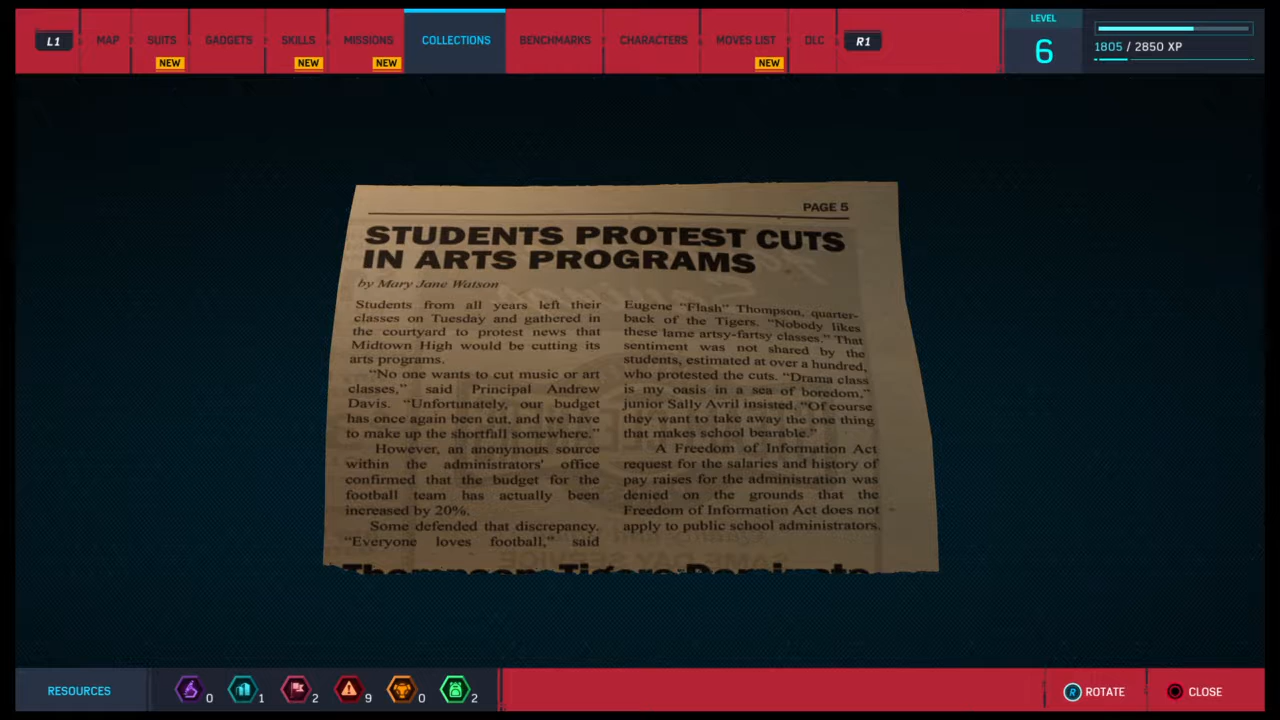 L1
MAP
SUITS
GADGETS
SKILLS
MISSIONS
COLLECTIONS
BENCHMARKS
CHARACTERS
MOVES LIST
DLC
R1
NEW
NEW
NEW
NEW
LEVEL
6
1805 / 2850 XP
PAGE 5
STUDENTS PROTEST CUTS
IN ARTS PROGRAMS
by Mary Jane Watson
Students from all years left their
classes on Tuesday and gathered in
the courtyard to protest news that
Midtown High would be cutting its
arts programs.
“No one wants to cut music or art
classes,” said Principal Andrew
Davis. “Unfortunately, our budget
has once again been cut, and we have
to make up the shortfall somewhere.”
However, an anonymous source
within the administrators' office
confirmed that the budget for the
football team has actually been
increased by 20%.
Some defended that discrepancy.
“Everyone loves football,” said
Eugene “Flash” Thompson, quarter-
back of the Tigers. “Nobody likes
these lame artsy-fartsy classes.” That
sentiment was not shared by the
students, estimated at over a hundred,
who protested the cuts. “Drama class
is my oasis in a sea of boredom,”
junior Sally Avril insisted. “Of course
they want to take away the one thing
that makes school bearable.”
A Freedom of Information Act
request for the salaries and history of
pay raises for the administration was
denied on the grounds that the
Freedom of Information Act does not
apply to public school administrators.
Thompson, Tigers Dominate
RESOURCES
0
1
2
9
0
2
R ROTATE
CLOSE